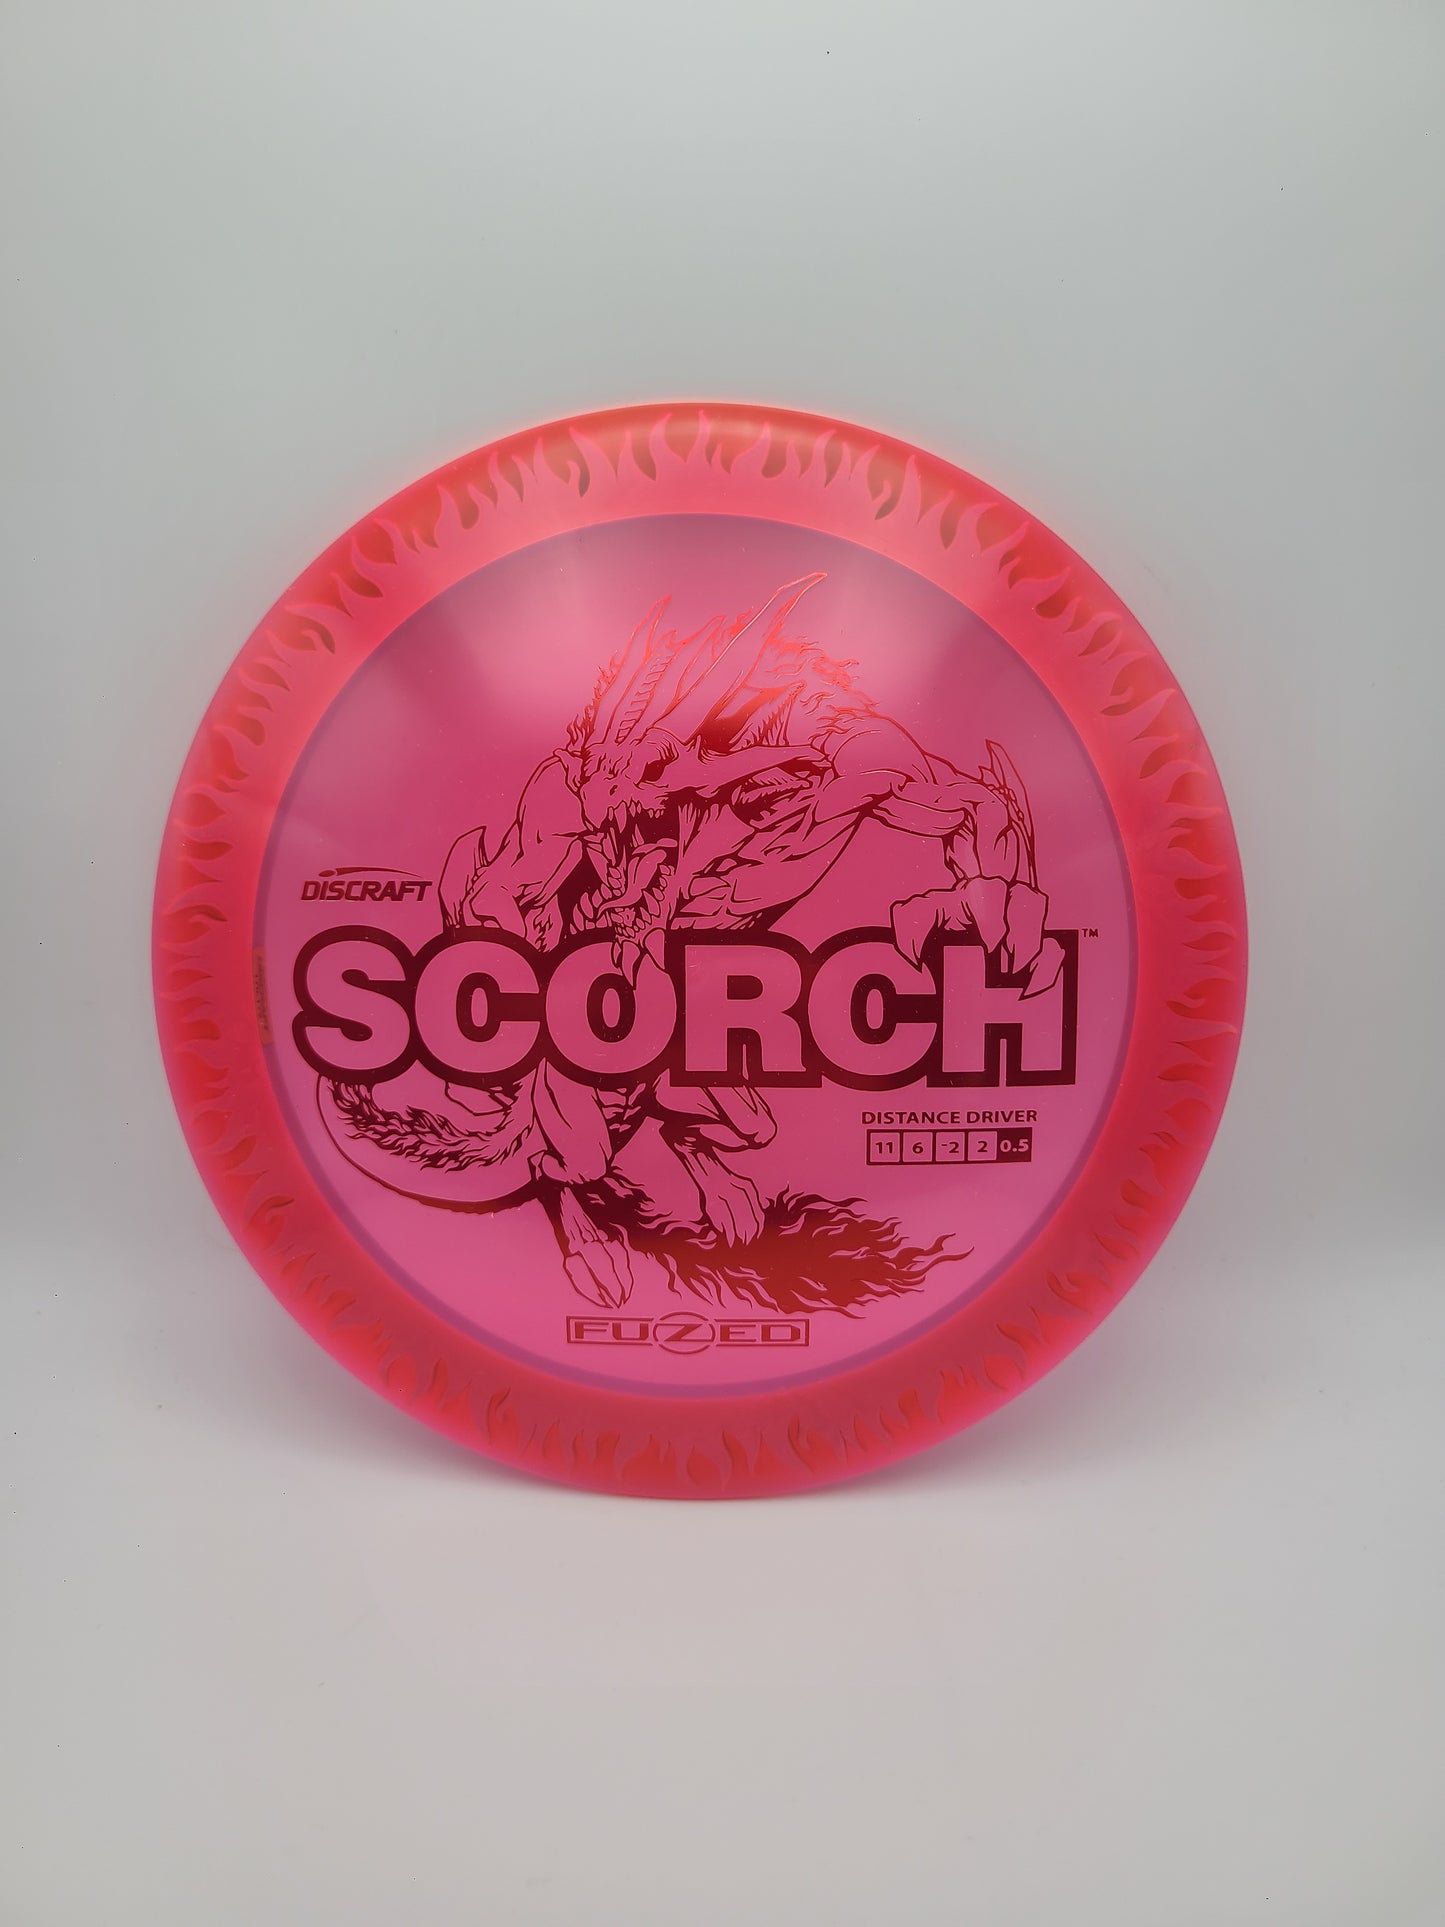 DISCRAFT
SCORCH™
DISTANCE DRIVER
11 6 -2 2 0.5
FUZED